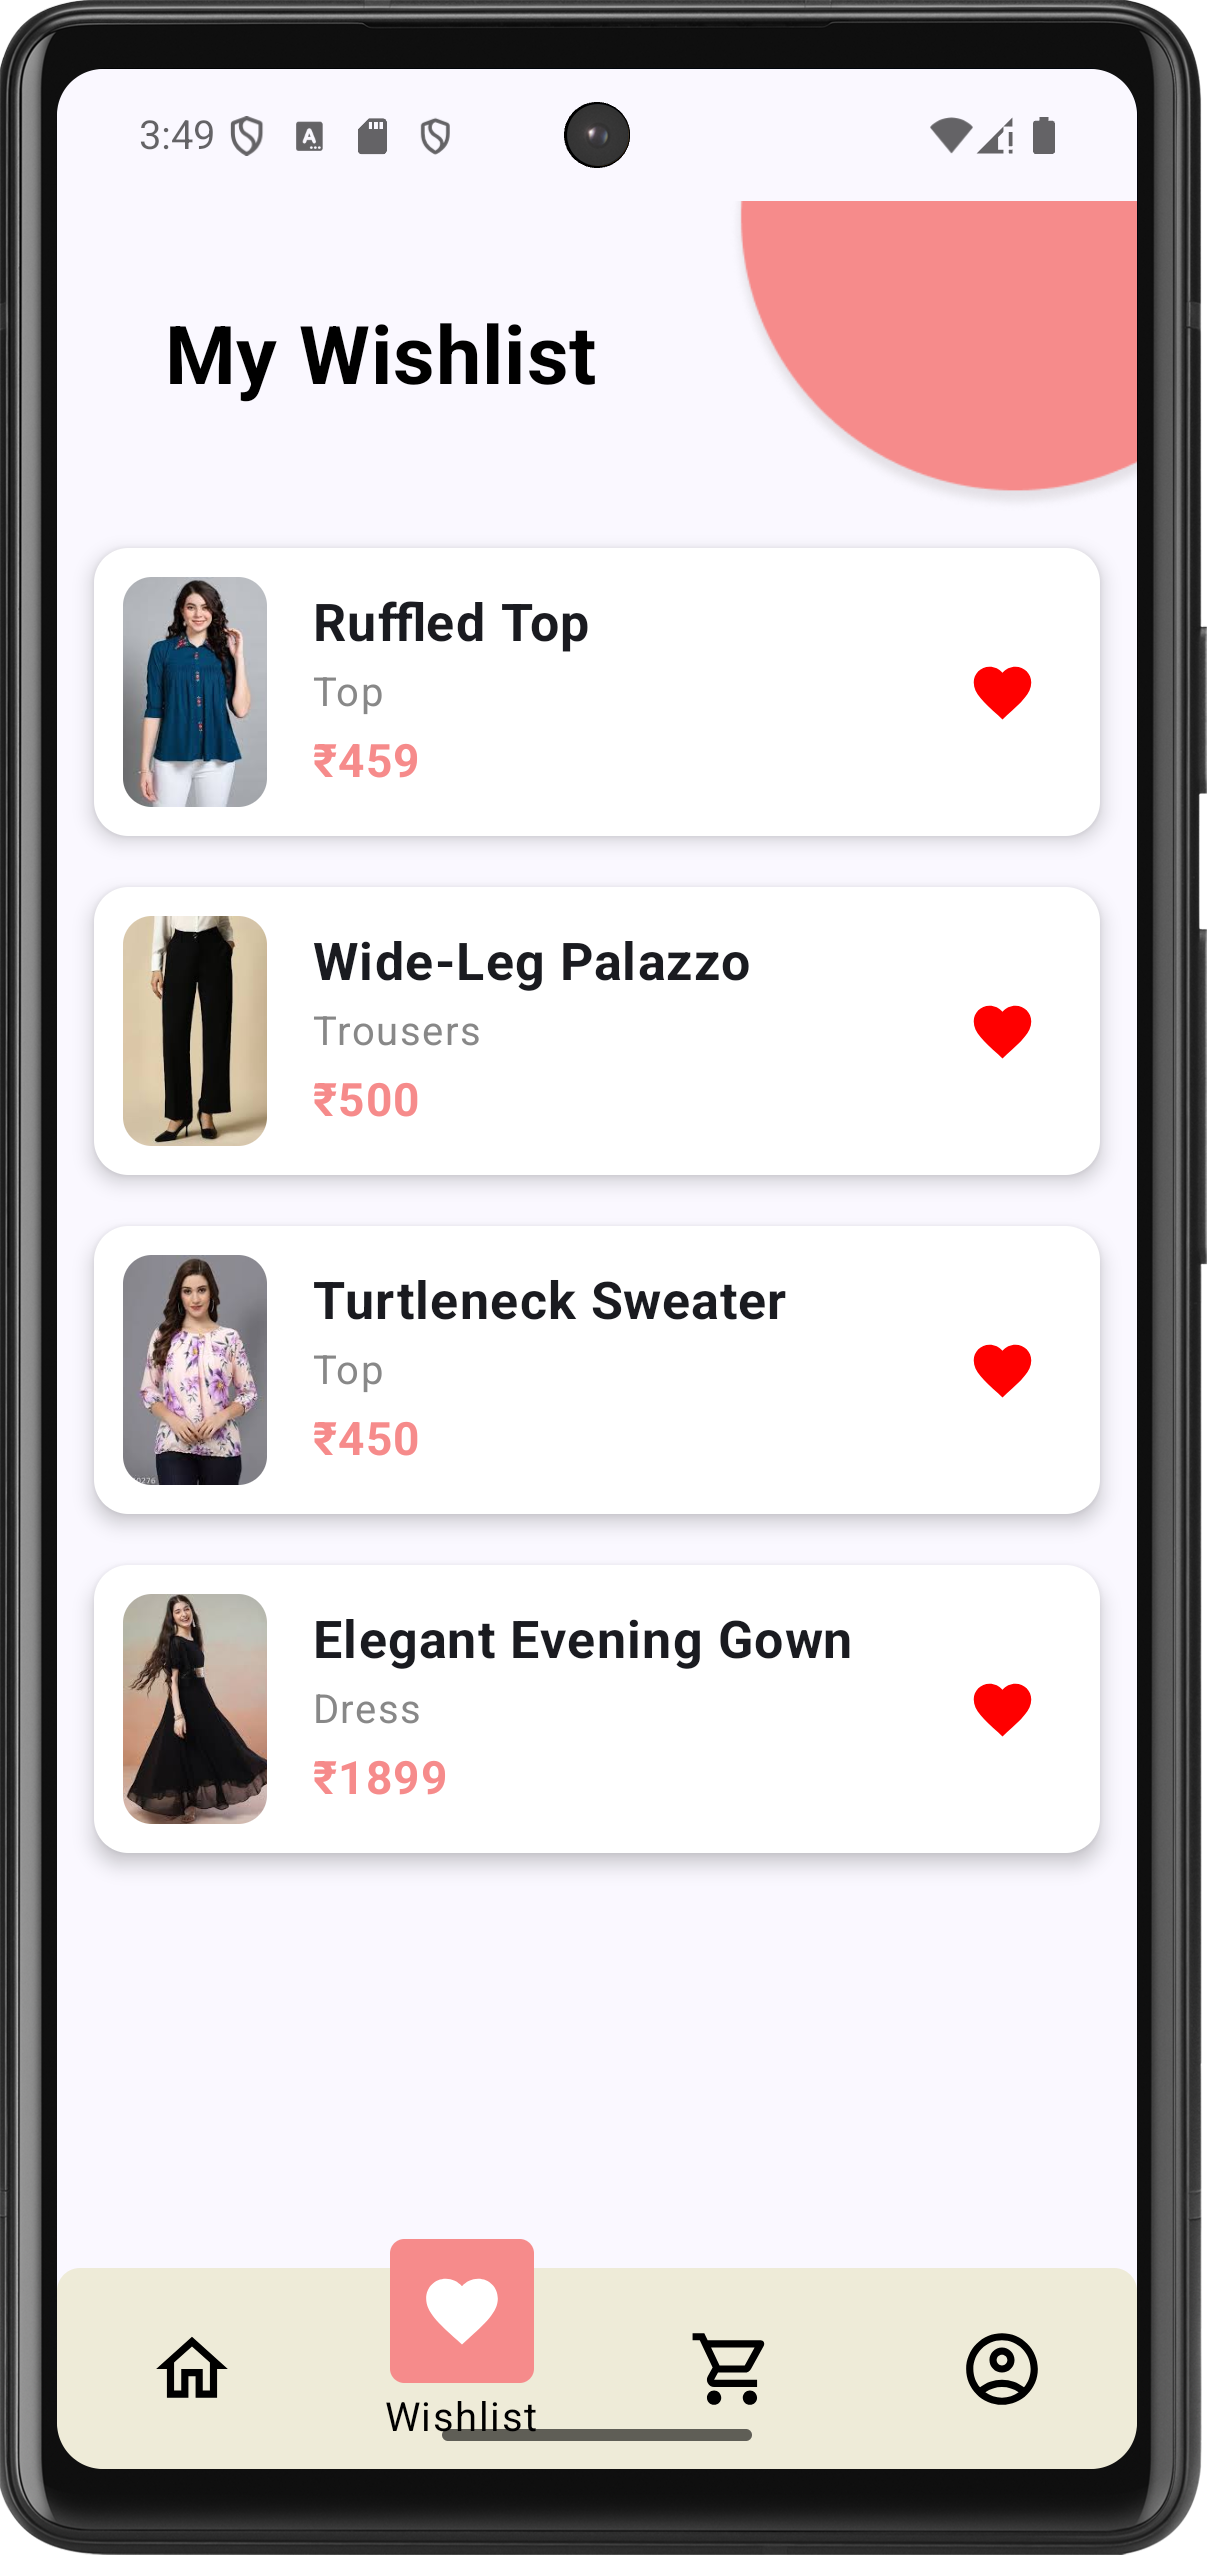 3:49
My Wishlist
Ruffled Top
Top
₹459
Wide-Leg Palazzo
Trousers
₹500
Turtleneck Sweater
Top
₹450
Elegant Evening Gown
Dress
₹1899
Wishlist